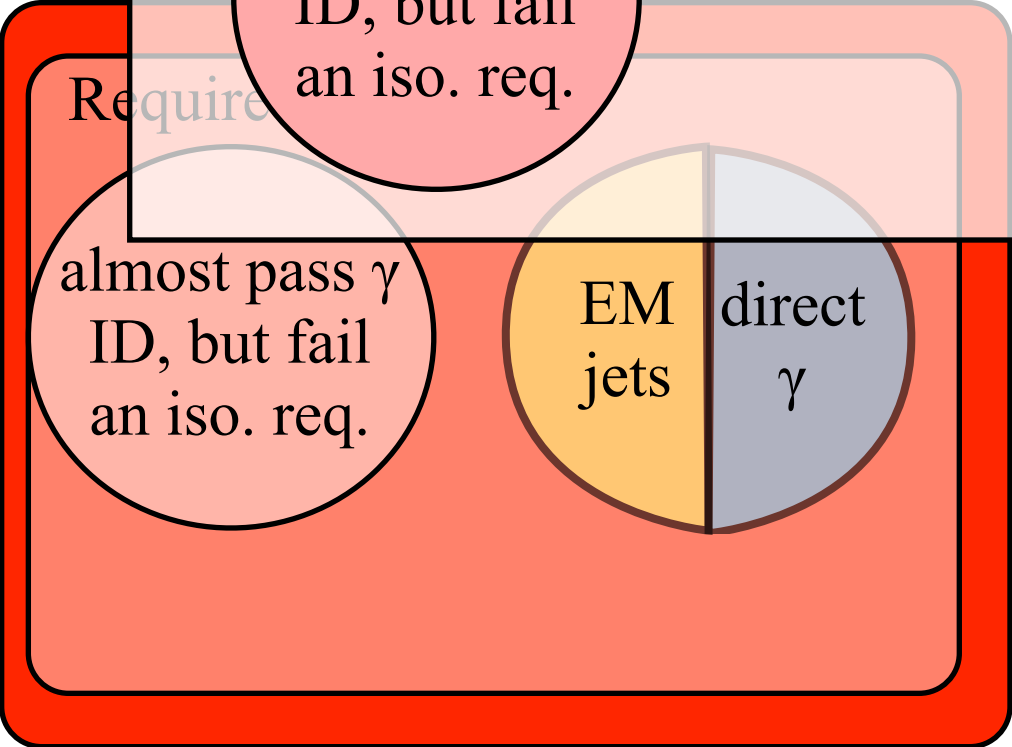 ID, but fail
an iso. req.
Require
almost pass γ
ID, but fail
an iso. req.
EM
jets
direct
γ